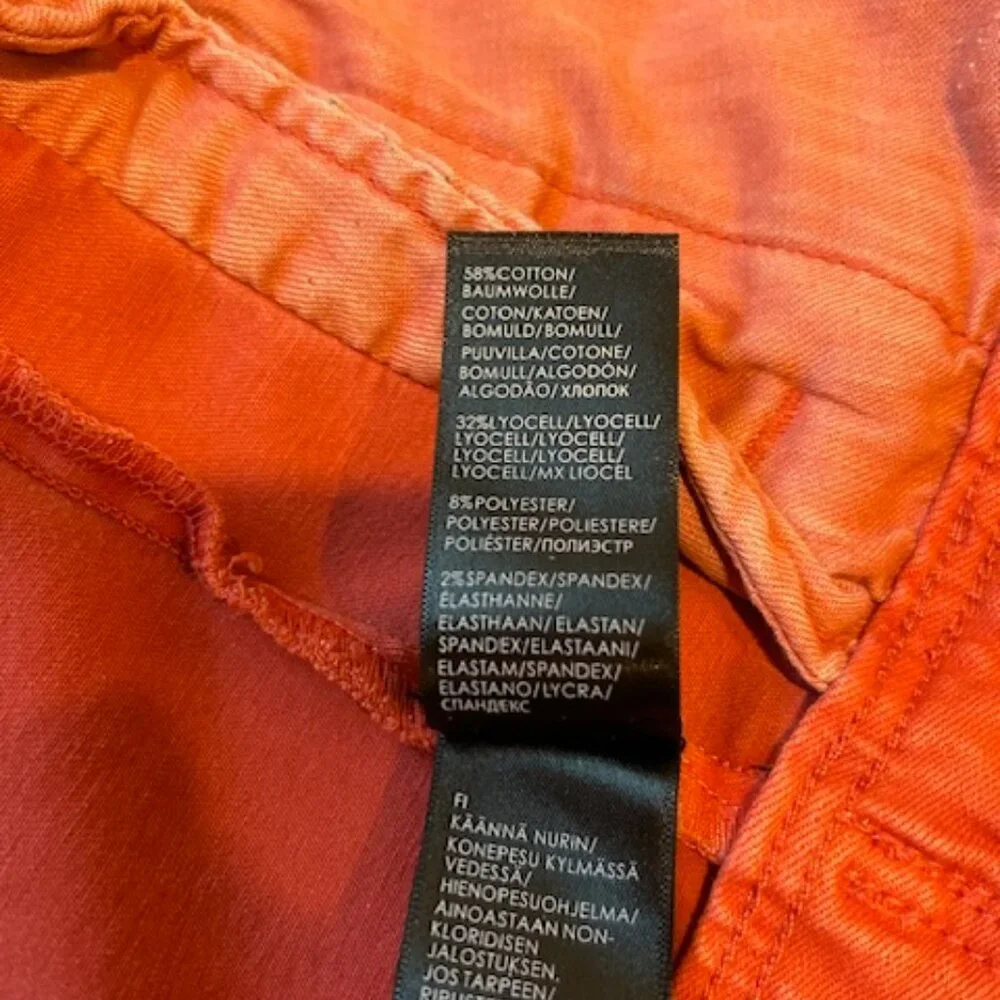 58%COTTON/
BAUMWOLLE/
COTON/KATOEN/
BOMULD/BOMULL/
PUUVILLA/COTONE/
BOMULL/ALGODÓN/
ALGODÃO/ХЛОПОК
32%LYOCELL/LYOCELL/
LYOCELL/LYOCELL/
LYOCELL/LYOCELL/
LYOCELL/MX LIOCEL
8%POLYESTER/
POLYESTER/POLIESTERE/
POLIÉSTER/ПОЛИЭСТР
2%SPANDEX/SPANDEX/
ÉLASTHANNE/
ELASTHAAN/ELASTAN/
SPANDEX/ELASTAANI/
ELASTAM/SPANDEX/
ELASTANO/LYCRA/
СПАНДЕКС
FI
KÄÄNNÄ NURIN/
KONEPESU KYLMÄSSÄ
VEDESSÄ/
HIENOPESUOHJELMA/
AINOASTAAN NON-
KLORIDISEN
JALOSTUKSEN,
JOS TARPEEN/